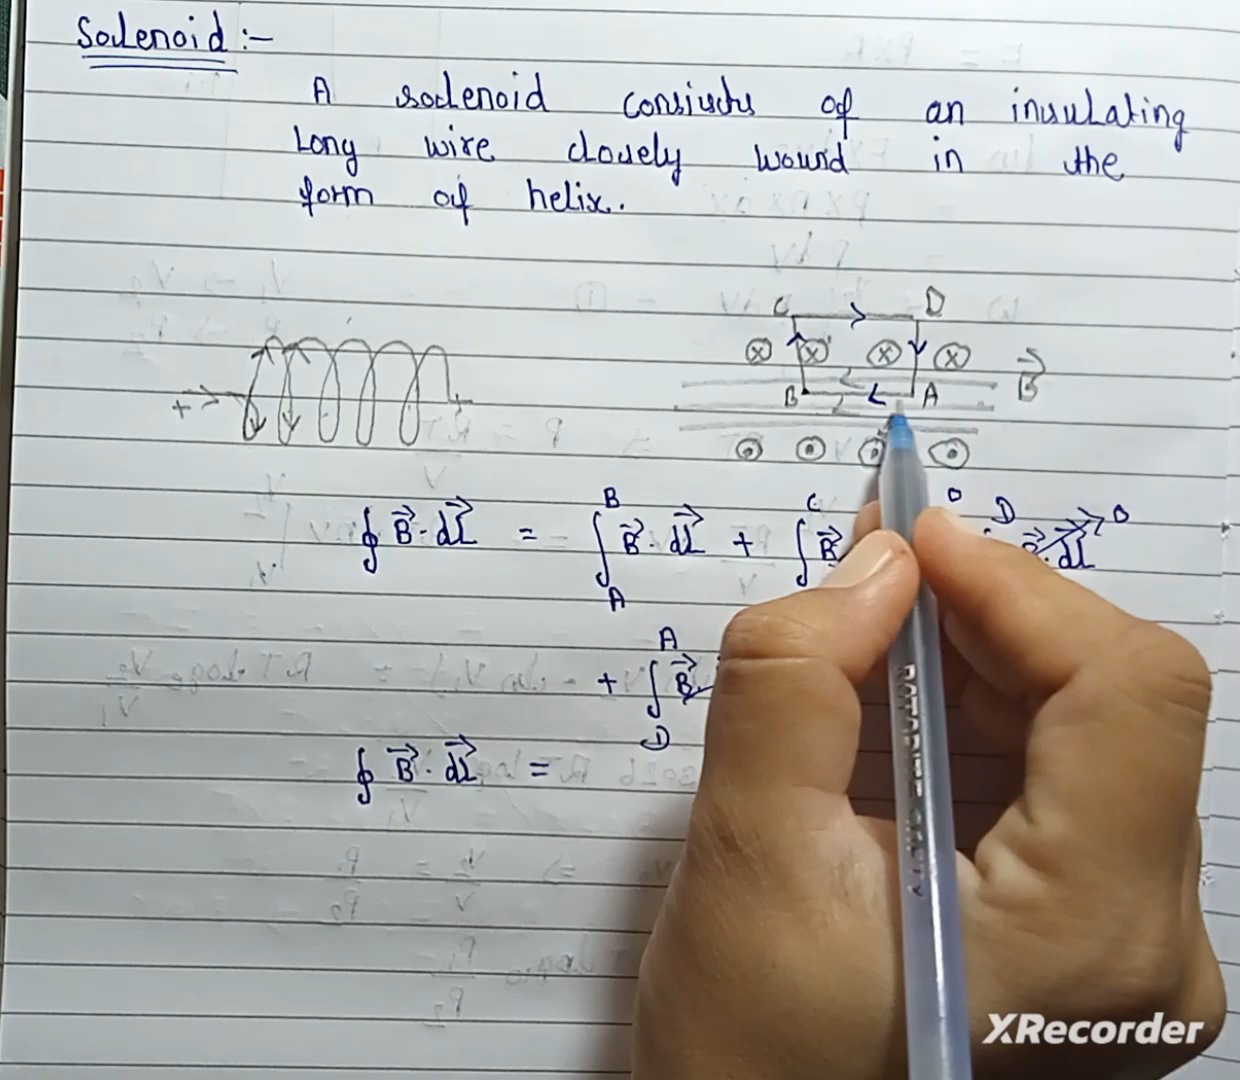 Solenoid :-
A solenoid consists of an insulating
Long wire closely wound in the
form of helix.
C D
B A
B⃗
+ -
∮ B⃗ · dl⃗ = ∫_A^B B⃗ · dl⃗ + ∫ B⃗
+ ∫_D^A B⃗ ·
∮ B⃗ · dl⃗ =
XRecorder